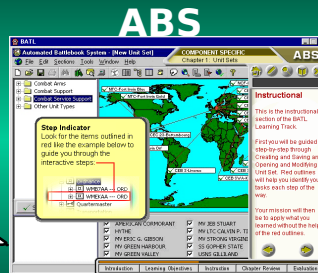 ABS
BATL
Automated Battlebook System - [New Unit Set]
COMPONENT SPECIFIC
Chapter 1 Unit Sets
ABS
File Edit Sections Tools Window Help
Combat Arms
Combat Support
Combat Service Support
Other Unit Types
Step Indicator
Look for the items outlined in
red like the example below to
guide you through the
interactive steps.
WMB7AA --- ORD
WMEKAA --- ORD
Quartermaster
AMERICAN CORMORANT
MV JEB STUART
HYTHE
MV LTC CALVIN P. TI
MV ERIC G. GIBSON
MV STRONG VIRGINI
MV GREEN HARBOUR
SS GOPHER STATE
MV GREEN VALLEY
USNS GILLILAND
Instructional
This is the instructional
section of the BATL
Learning Track.
First you will be guided
step-by-step through
Creating and Saving an
Opening and Modifying
Unit Set. Red outlines
will help you identify you
tasks each step of the
way.
Your mission will then
be to apply what you
learned without the help
of the red outlines.
Introduction
Learning Objectives
Instruction
Chapter Review
Evaluation